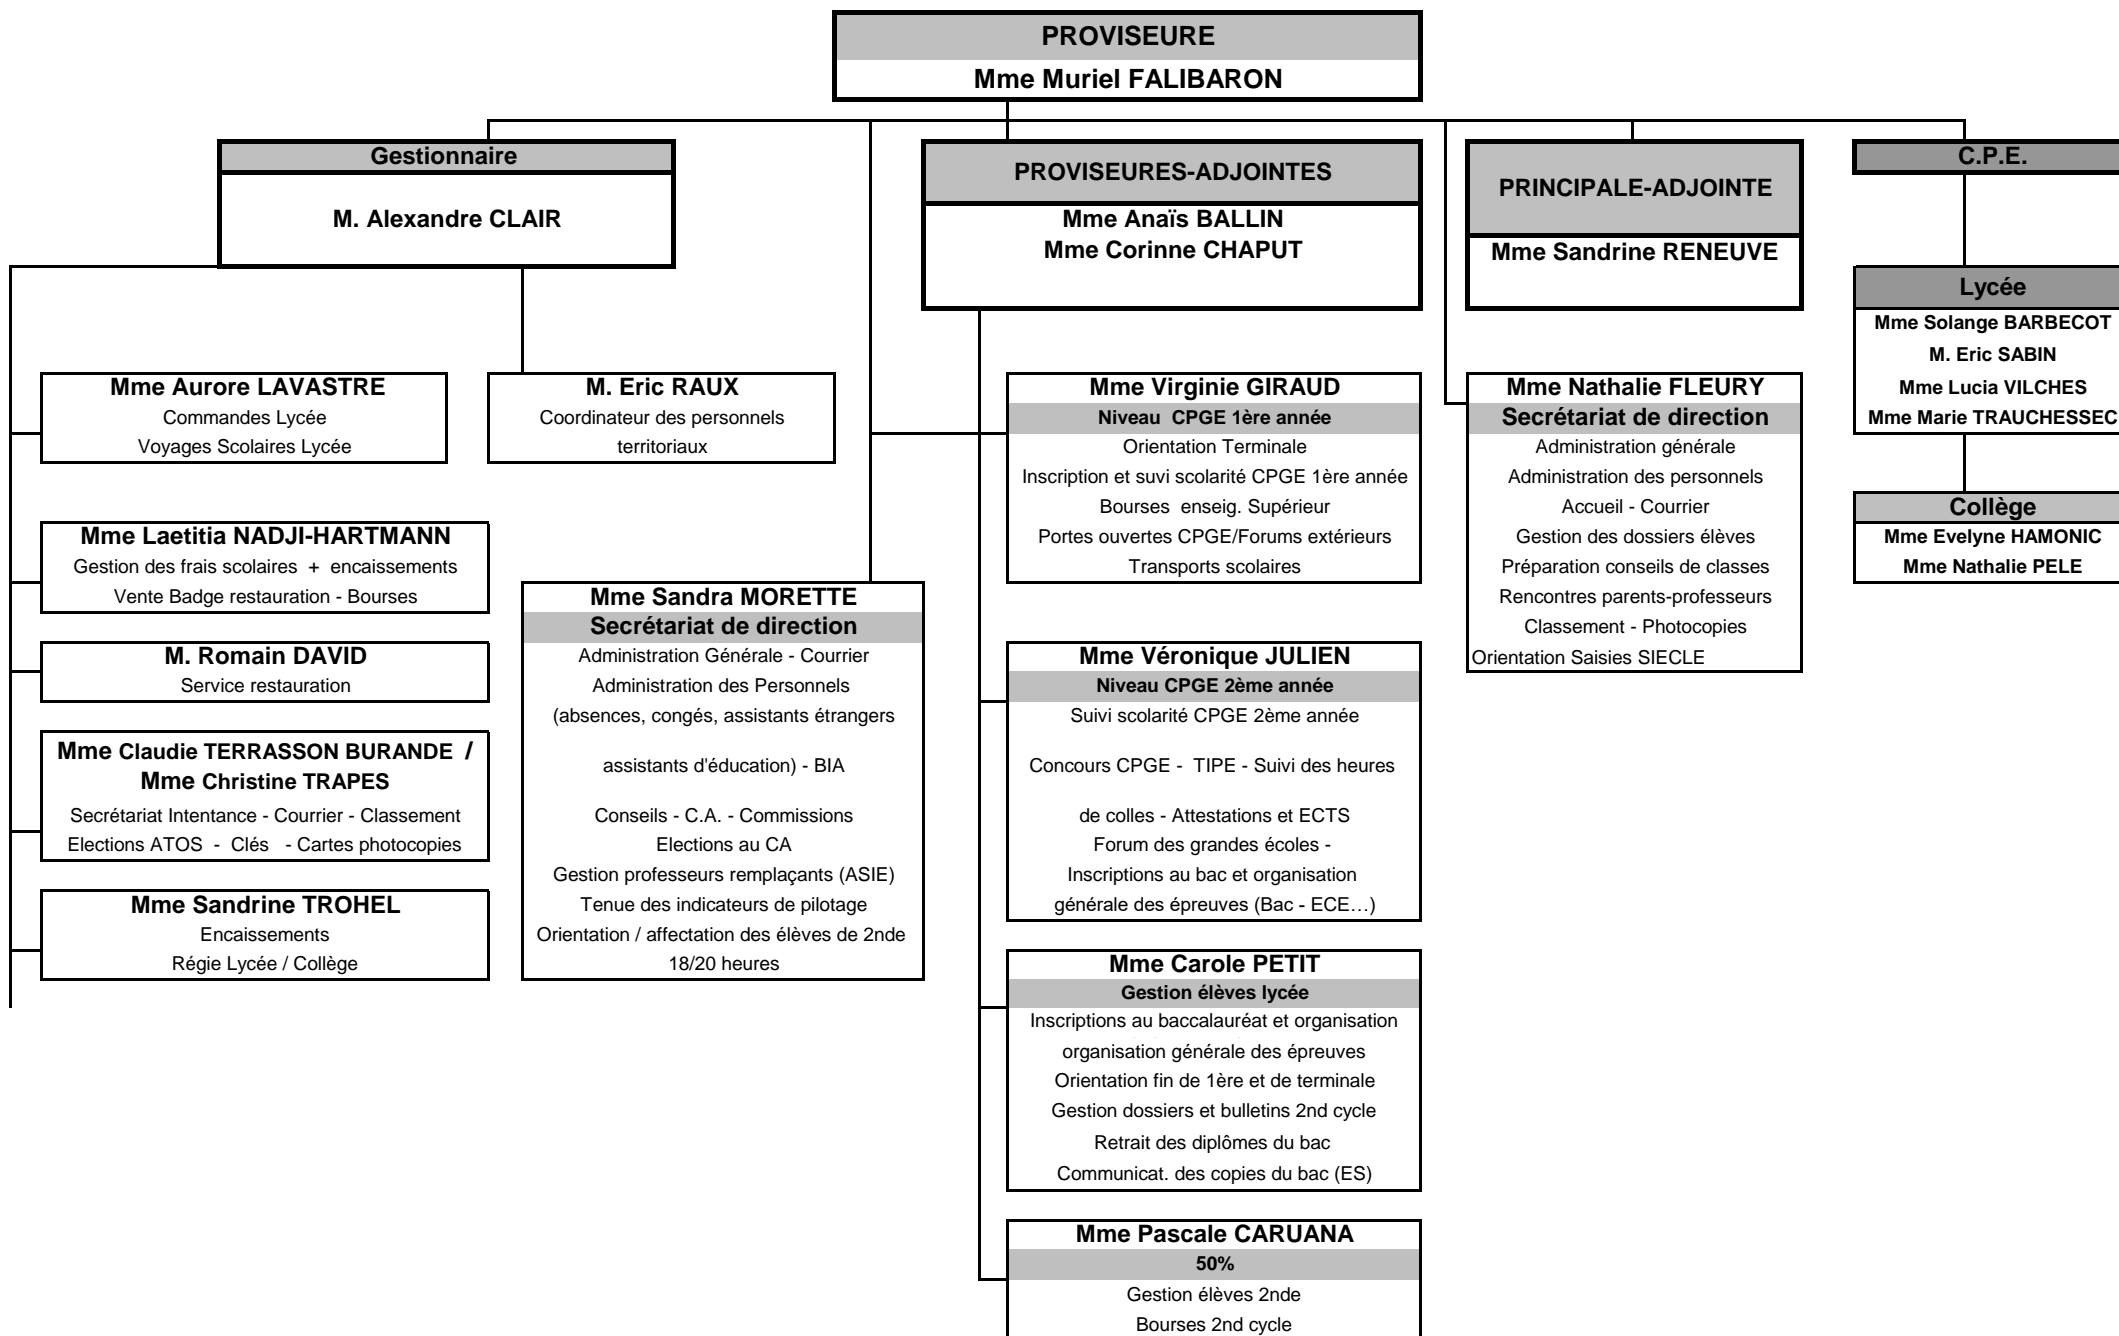 PROVISEURE
Mme Muriel FALIBARON
Gestionnaire
M. Alexandre CLAIR
PROVISEURES-ADJOINTES
Mme Anaïs BALLIN
Mme Corinne CHAPUT
PRINCIPALE-ADJOINTE
Mme Sandrine RENEUVE
C.P.E.
Lycée
Mme Solange BARBECOT
M. Eric SABIN
Mme Lucia VILCHES
Mme Marie TRAUCHESSEC
Collège
Mme Evelyne HAMONIC
Mme Nathalie PELE
Mme Aurore LAVASTRE
Commandes Lycée
Voyages Scolaires Lycée
M. Eric RAUX
Coordinateur des personnels
territoriaux
Mme Laetitia NADJI-HARTMANN
Gestion des frais scolaires + encaissements
Vente Badge restauration - Bourses
M. Romain DAVID
Service restauration
Mme Claudie TERRASSON BURANDE /
Mme Christine TRAPES
Secrétariat Intentance - Courrier - Classement
Elections ATOS - Clés - Cartes photocopies
Mme Sandrine TROHEL
Encaissements
Régie Lycée / Collège
Mme Sandra MORETTE
Secrétariat de direction
Administration Générale - Courrier
Administration des Personnels
(absences, congés, assistants étrangers
assistants d'éducation) - BIA
Conseils - C.A. - Commissions
Elections au CA
Gestion professeurs remplaçants (ASIE)
Tenue des indicateurs de pilotage
Orientation / affectation des élèves de 2nde
18/20 heures
Mme Virginie GIRAUD
Niveau CPGE 1ère année
Orientation Terminale
Inscription et suvi scolarité CPGE 1ère année
Bourses enseig. Supérieur
Portes ouvertes CPGE/Forums extérieurs
Transports scolaires
Mme Véronique JULIEN
Niveau CPGE 2ème année
Suivi scolarité CPGE 2ème année
Concours CPGE - TIPE - Suivi des heures
de colles - Attestations et ECTS
Forum des grandes écoles -
Inscriptions au bac et organisation
générale des épreuves (Bac - ECE…)
Mme Carole PETIT
Gestion élèves lycée
Inscriptions au baccalauréat et organisation
organisation générale des épreuves
Orientation fin de 1ère et de terminale
Gestion dossiers et bulletins 2nd cycle
Retrait des diplômes du bac
Communicat. des copies du bac (ES)
Mme Pascale CARUANA
50%
Gestion élèves 2nde
Bourses 2nd cycle
Mme Nathalie FLEURY
Secrétariat de direction
Administration générale
Administration des personnels
Accueil - Courrier
Gestion des dossiers élèves
Préparation conseils de classes
Rencontres parents-professeurs
Classement - Photocopies
Orientation Saisies SIECLE